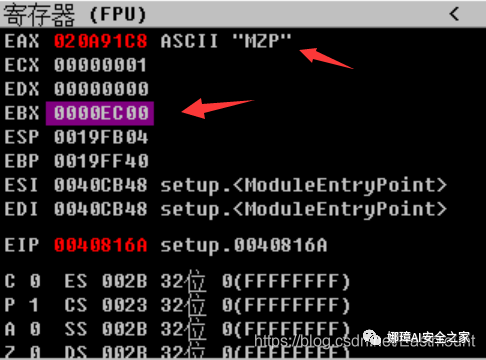 寄存器 (FPU) <
EAX 020A91C8 ASCII "MZP"
ECX 00000001
EDX 00000000
EBX 0000EC00
ESP 0019FB04
EBP 0019FF40
ESI 0040CB48 setup.<ModuleEntryPoint>
EDI 0040CB48 setup.<ModuleEntryPoint>
EIP 0040816A setup.0040816A
C 0 ES 002B 32位 0(FFFFFFFF)
P 1 CS 0023 32位 0(FFFFFFFF)
A 0 SS 002B 32位 0(FFFFFFFF)
Z 0 DS 002B 32位 0(FFFFFFFF)
https://blog.csdn.net/Eastmount
娜璋AI安全之家